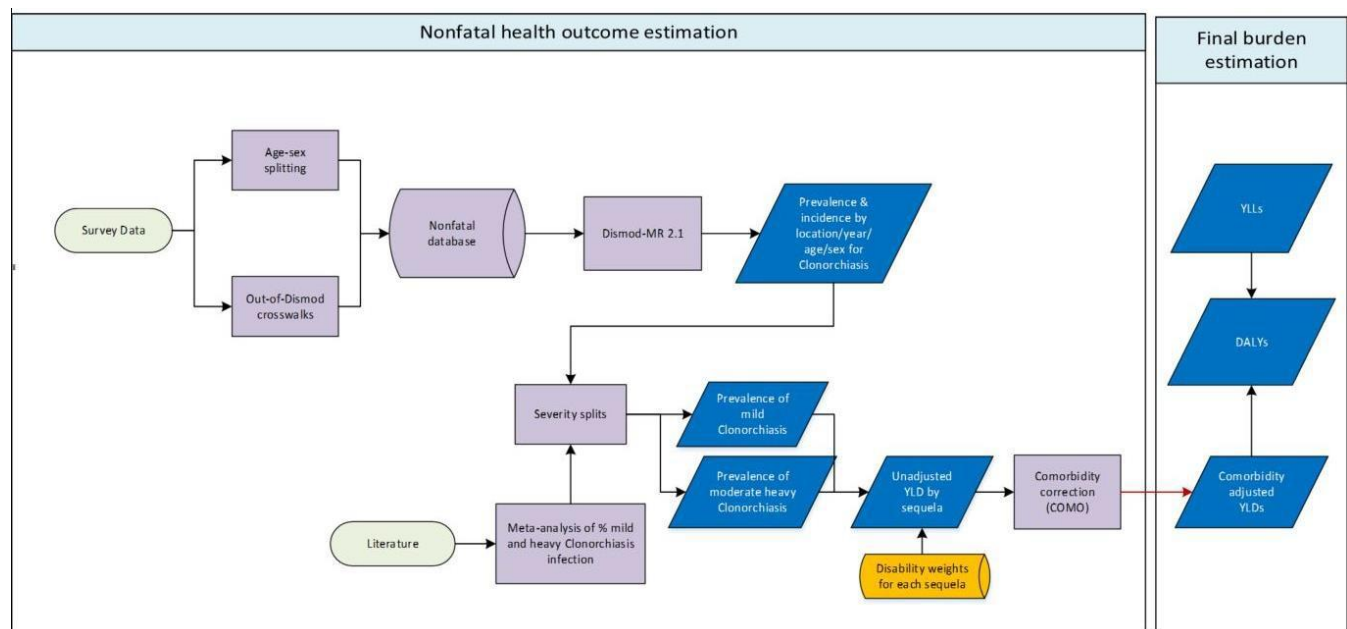 Nonfatal health outcome estimation
Final burden
estimation
Age-sex
splitting
Survey Data
Out-of-Dismod
crosswalks
Nonfatal
database
Dismod-MR 2.1
Prevalence &
incidence by
location/year/
age/sex for
Clonorchiasis
YLLs
DALYs
Severity splits
Prevalence of
mild
Clonorchiasis
Prevalence of
moderate heavy
Clonorchiasis
Unadjusted
YLD by
sequela
Comorbidity
correction
(COMO)
Comorbidity
adjusted
YLDs
Literature
Meta-analysis of % mild
and heavy Clonorchiasis
infection
Disability weights
for each sequela